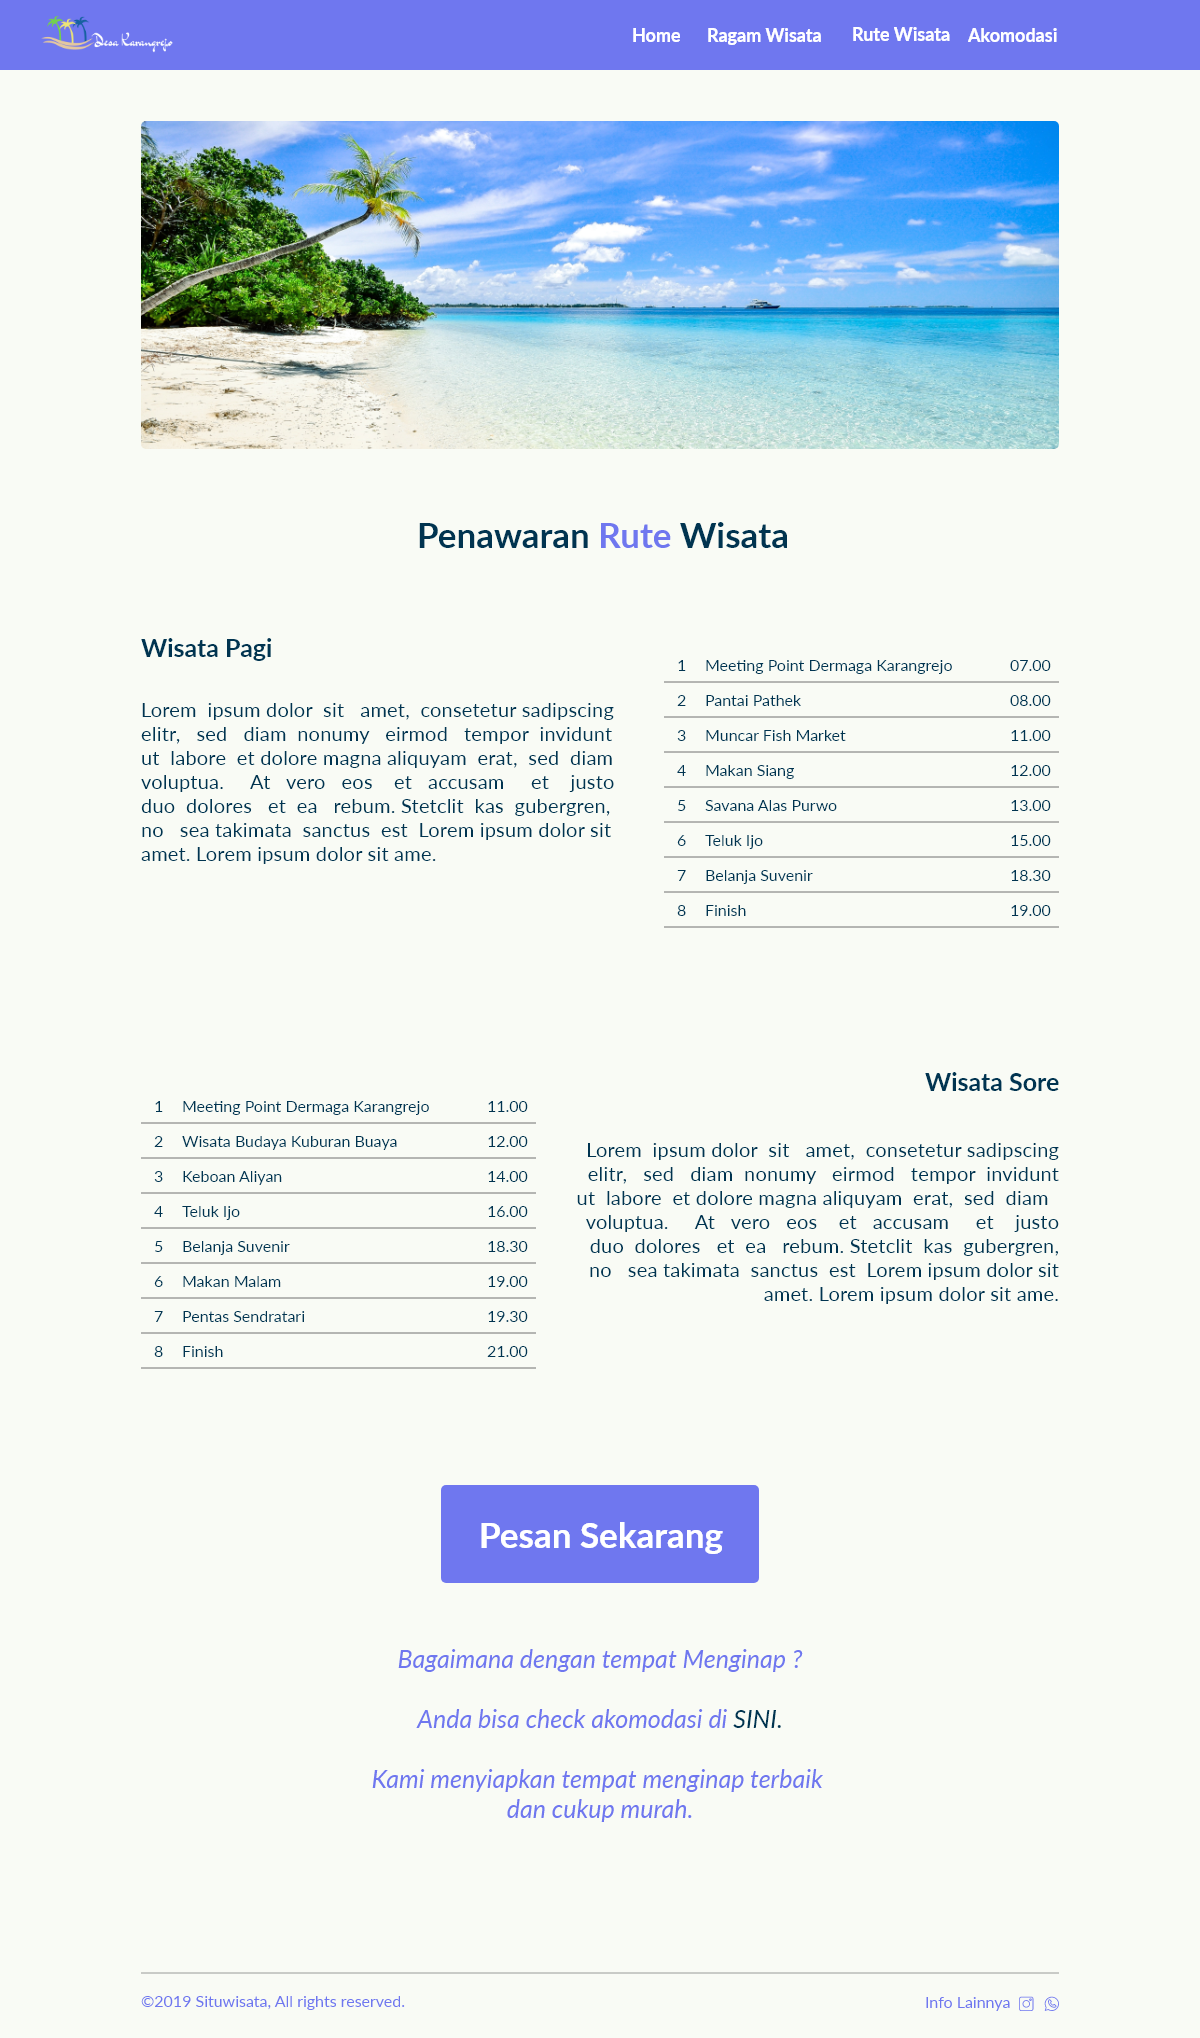 Desa Karangrejo
Home Ragam Wisata Rute Wisata Akomodasi
Penawaran Rute Wisata
Wisata Pagi
Lorem ipsum dolor sit amet, consetetur sadipscing
elitr, sed diam nonumy eirmod tempor invidunt
ut labore et dolore magna aliquyam erat, sed diam
voluptua. At vero eos et accusam et justo
duo dolores et ea rebum. Stetclit kas gubergren,
no sea takimata sanctus est Lorem ipsum dolor sit
amet. Lorem ipsum dolor sit ame.
1 Meeting Point Dermaga Karangrejo 07.00
2 Pantai Pathek 08.00
3 Muncar Fish Market 11.00
4 Makan Siang 12.00
5 Savana Alas Purwo 13.00
6 Teluk Ijo 15.00
7 Belanja Suvenir 18.30
8 Finish 19.00
1 Meeting Point Dermaga Karangrejo 11.00
2 Wisata Budaya Kuburan Buaya 12.00
3 Keboan Aliyan 14.00
4 Teluk Ijo 16.00
5 Belanja Suvenir 18.30
6 Makan Malam 19.00
7 Pentas Sendratari 19.30
8 Finish 21.00
Wisata Sore
Lorem ipsum dolor sit amet, consetetur sadipscing
elitr, sed diam nonumy eirmod tempor invidunt
ut labore et dolore magna aliquyam erat, sed diam
voluptua. At vero eos et accusam et justo
duo dolores et ea rebum. Stetclit kas gubergren,
no sea takimata sanctus est Lorem ipsum dolor sit
amet. Lorem ipsum dolor sit ame.
Pesan Sekarang
Bagaimana dengan tempat Menginap ?
Anda bisa check akomodasi di SINI.
Kami menyiapkan tempat menginap terbaik
dan cukup murah.
©2019 Situwisata, All rights reserved.
Info Lainnya